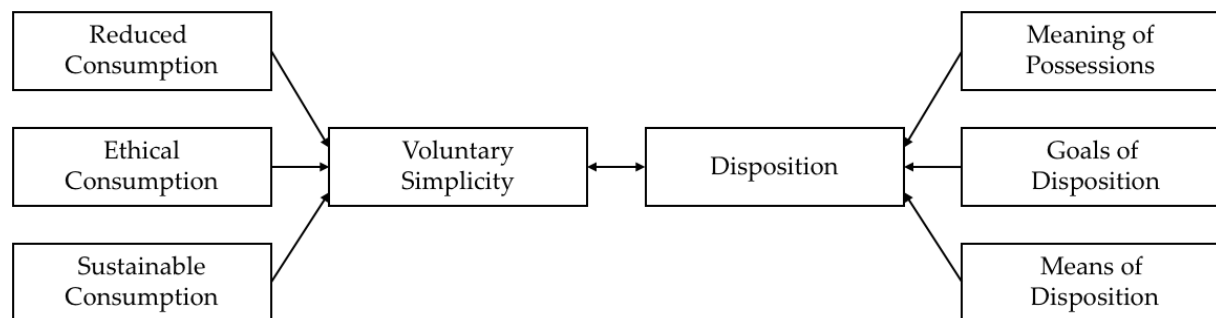 Reduced
Consumption
Ethical
Consumption
Sustainable
Consumption
Voluntary
Simplicity
Disposition
Meaning of
Possessions
Goals of
Disposition
Means of
Disposition